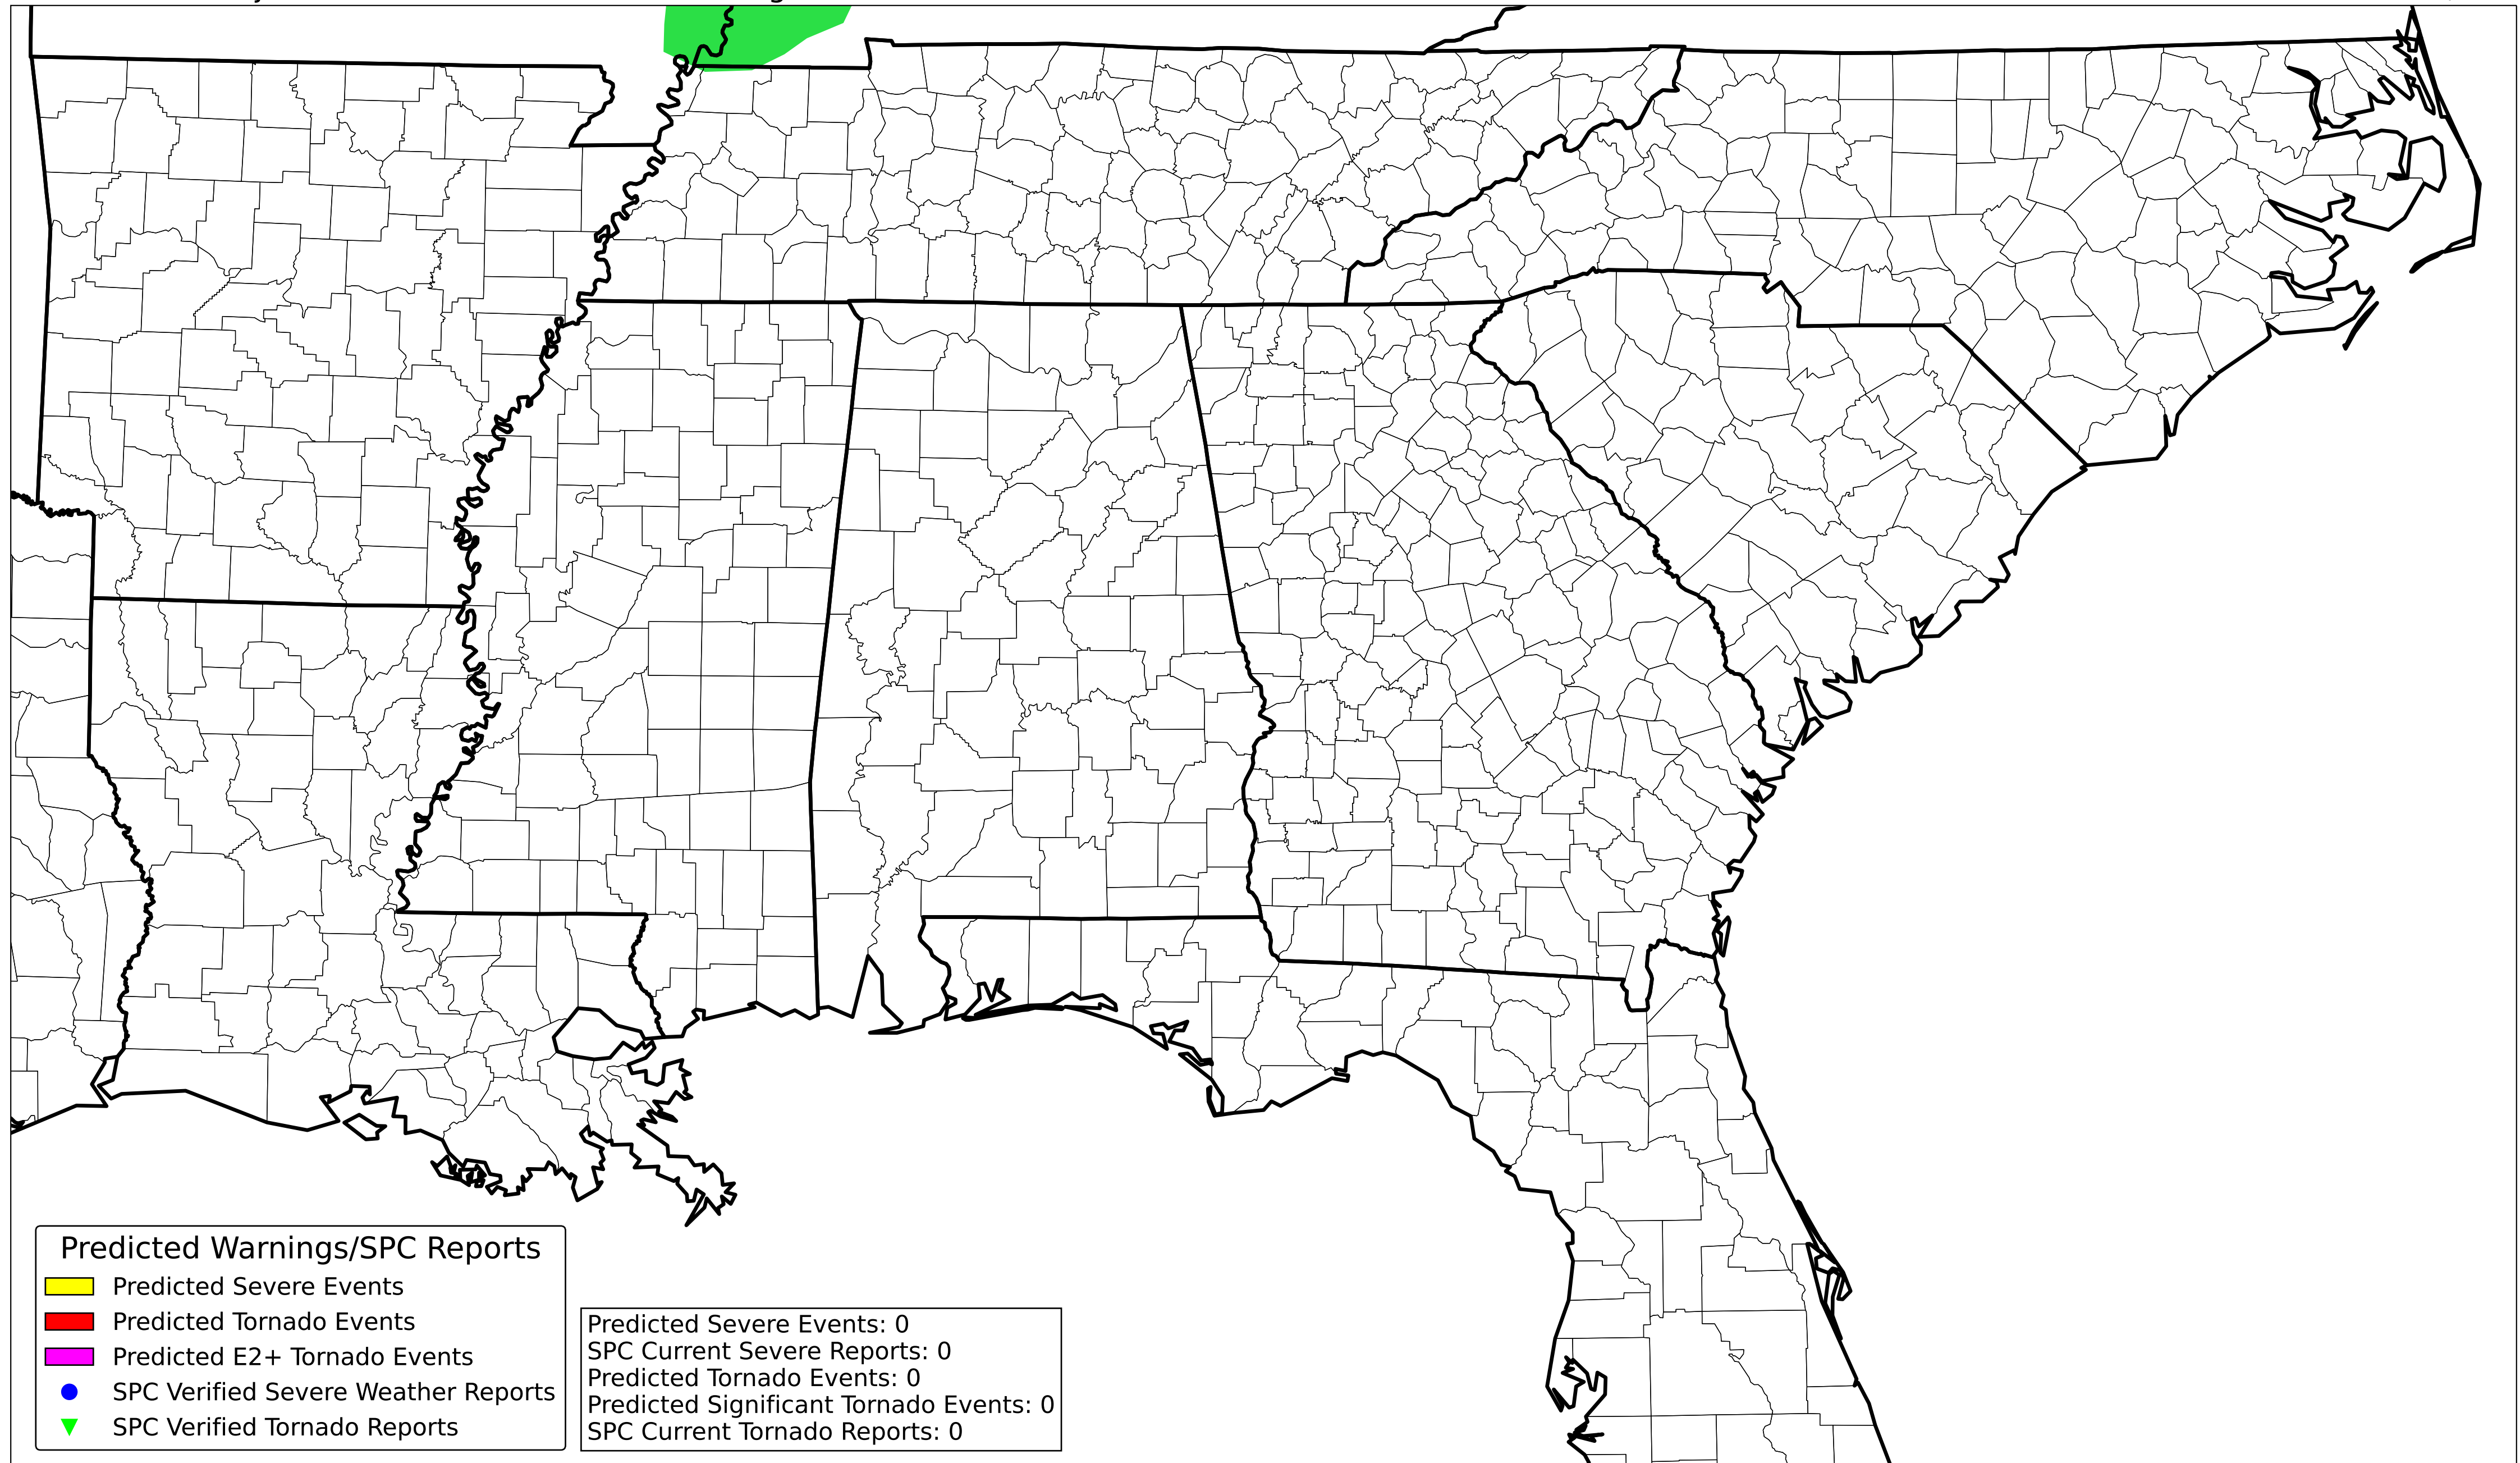 Predicted Warnings/SPC Reports
Predicted Severe Events
Predicted Tornado Events
Predicted E2+ Tornado Events
SPC Verified Severe Weather Reports
SPC Verified Tornado Reports
Predicted Severe Events: 0
SPC Current Severe Reports: 0
Predicted Tornado Events: 0
Predicted Significant Tornado Events: 0
SPC Current Tornado Reports: 0